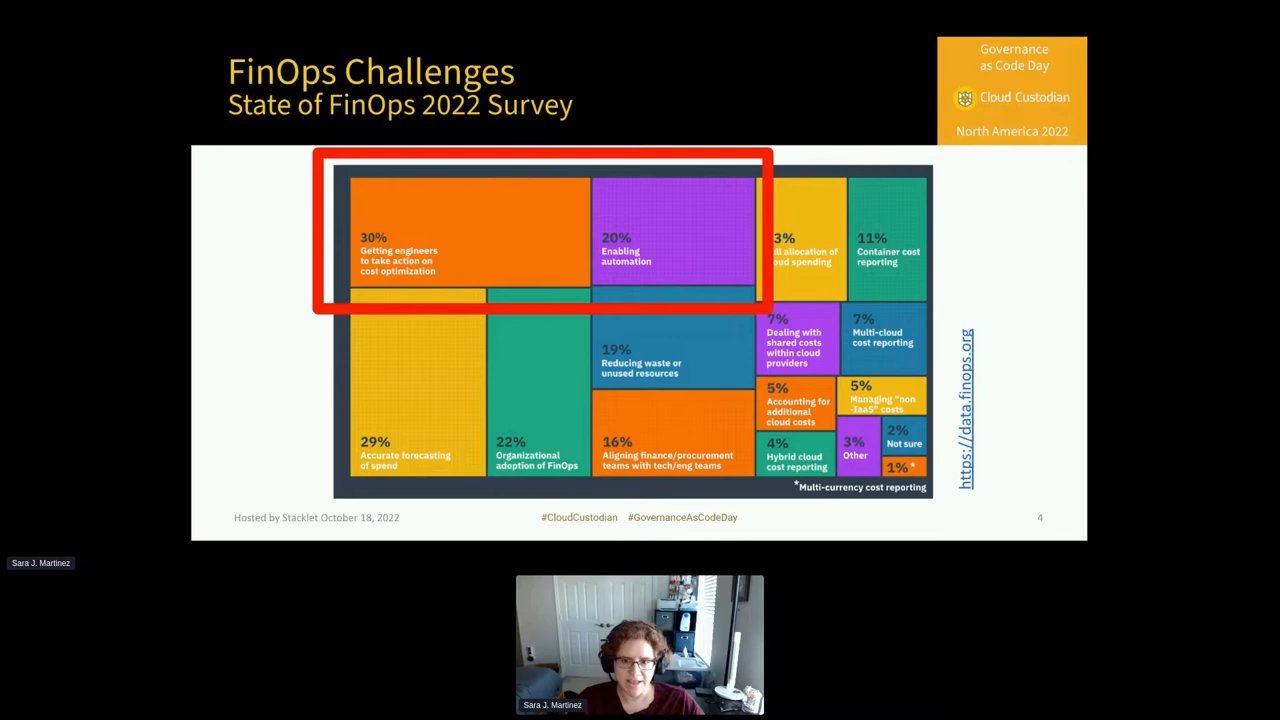 FinOps Challenges
State of FinOps 2022 Survey
Governance
as Code Day
Cloud Custodian
North America 2022
30%
Getting engineers
to take action on
cost optimization
20%
Enabling
automation
3%
allocation of
spending
11%
Container cost
reporting
29%
Accurate forecasting
of spend
22%
Organizational
adoption of FinOps
19%
Reducing waste or
unused resources
16%
Aligning finance/procurement
teams with tech/eng teams
7%
Dealing with
shared costs
within cloud
providers
7%
Multi-cloud
cost reporting
5%
Accounting for
additional
cloud costs
5%
Managing "non
-IaaS" costs
4%
Hybrid cloud
cost reporting
3%
Other
2%
Not sure
1% *
*Multi-currency cost reporting
https://data.finops.org
Hosted by Stacklet October 18, 2022
#CloudCustodian #GovernanceAsCodeDay
4
Sara J. Martinez
Sara J. Martinez